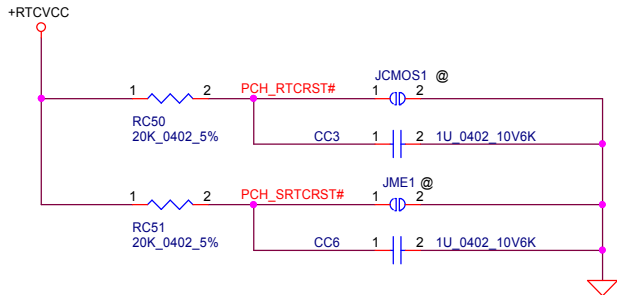 +RTCVCC
JCMOS1 @
1 2 PCH_RTCRST# 1 2
RC50
20K_0402_5%
CC3 1 2 1U_0402_10V6K
JME1 @
1 2 PCH_SRTCRST# 1 2
RC51
20K_0402_5%
CC6 1 2 1U_0402_10V6K